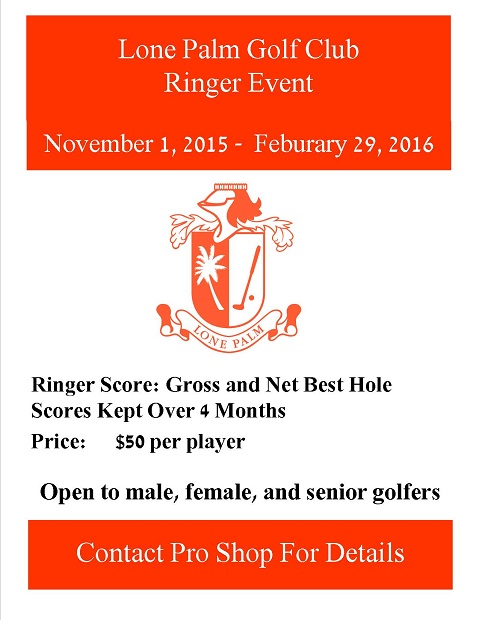 Lone Palm Golf Club
Ringer Event
November 1, 2015 - Feburary 29, 2016
LONE PALM
Ringer Score: Gross and Net Best Hole
Scores Kept Over 4 Months
Price: $50 per player
Open to male, female, and senior golfers
Contact Pro Shop For Details